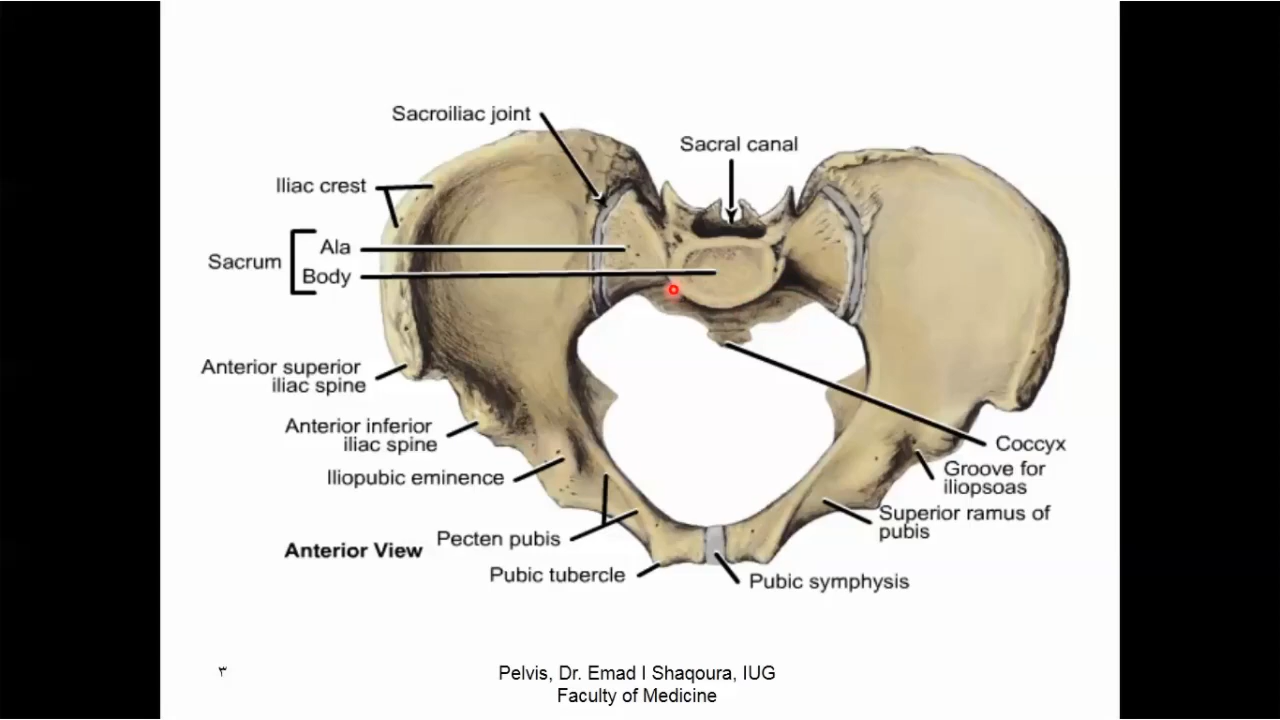 Sacroiliac joint
Sacral canal
Iliac crest
Ala
Sacrum
Body
Anterior superior
iliac spine
Anterior inferior
iliac spine
Coccyx
Iliopubic eminence
Groove for
iliopsoas
Superior ramus of
pubis
Pecten pubis
Anterior View
Pubic tubercle
Pubic symphysis
٣
Pelvis, Dr. Emad I Shaqoura, IUG
Faculty of Medicine